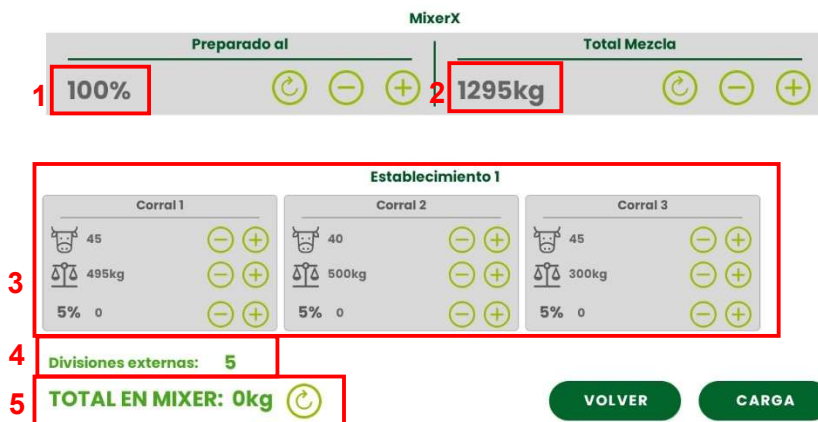 MixerX
Preparado al
Total Mezcla
1
100%
2
1295kg
3
Establecimiento 1
Corral 1
45
495kg
5% 0
Corral 2
40
500kg
5% 0
Corral 3
45
300kg
5% 0
4
Divisiones externas: 5
5
TOTAL EN MIXER: 0kg
VOLVER
CARGA